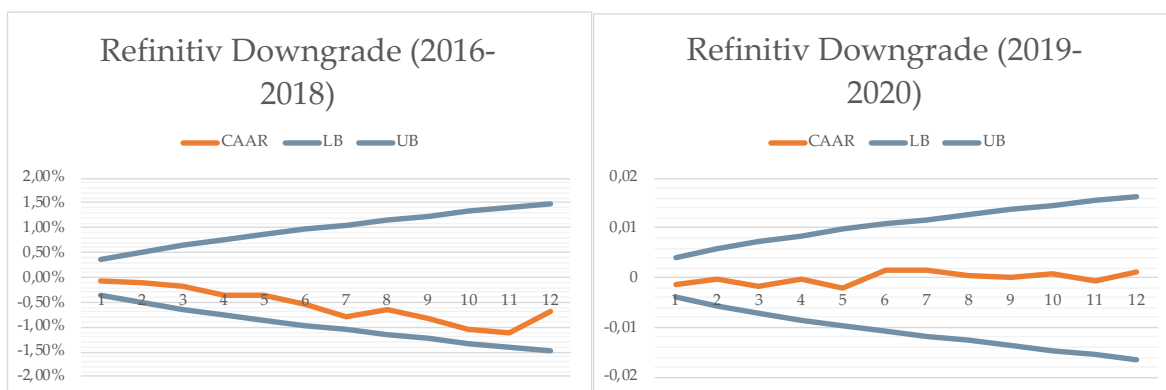 Refinitiv Downgrade (2016-
2018)
CAAR LB UB
2,00%
1,50%
1,00%
0,50%
0,00%
-0,50%
-1,00%
-1,50%
-2,00%
1 2 3 4 5 6 7 8 9 10 11 12
Refinitiv Downgrade (2019-
2020)
CAAR LB UB
0,02
0,01
0
-0,01
-0,02
1 2 3 4 5 6 7 8 9 10 11 12